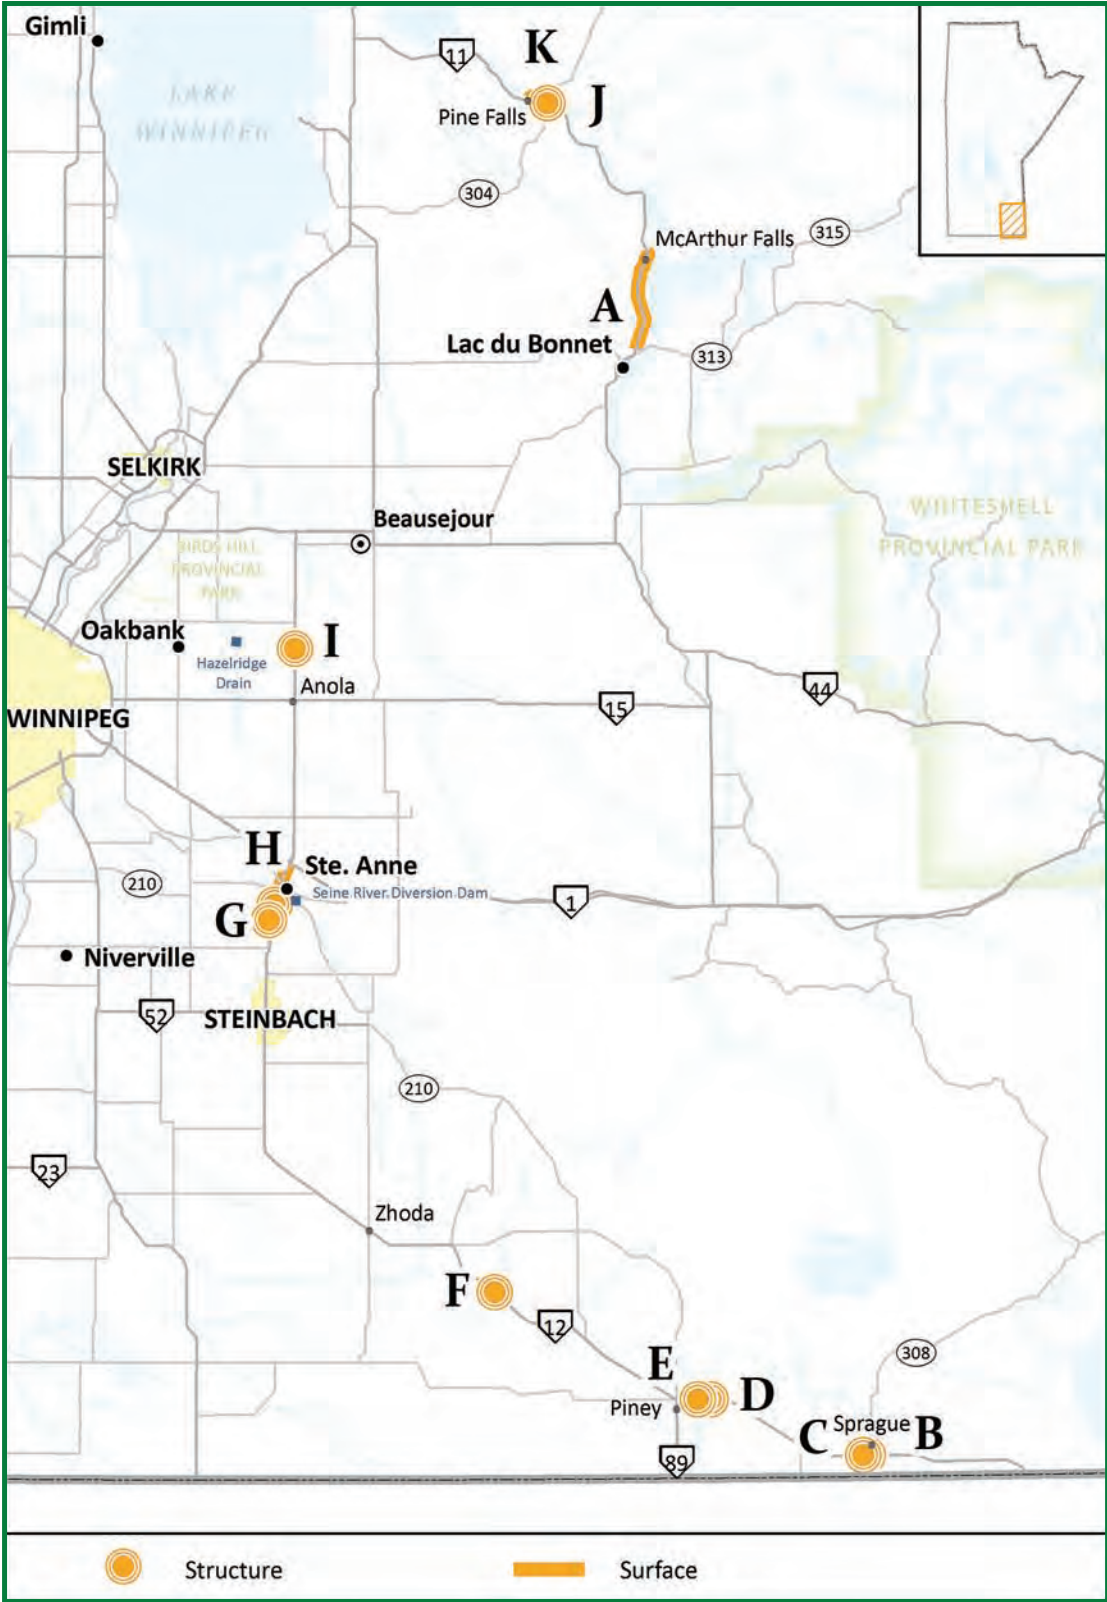 Gimli
11
K
LAKE
WINNIPEG
Pine Falls
J
304
McArthur Falls
315
A
Lac du Bonnet
313
SELKIRK
Beausejour
WHITESHELL
PROVINCIAL PARK
BIRDS HILL
PROVINCIAL
PARK
Oakbank
I
Hazelridge
Drain
Anola
44
15
WINNIPEG
H
Ste. Anne
210
Seine River Diversion Dam
1
G
Niverville
52
STEINBACH
210
23
Zhoda
F
12
308
E
D
Piney
C
Sprague
B
89
Structure
Surface